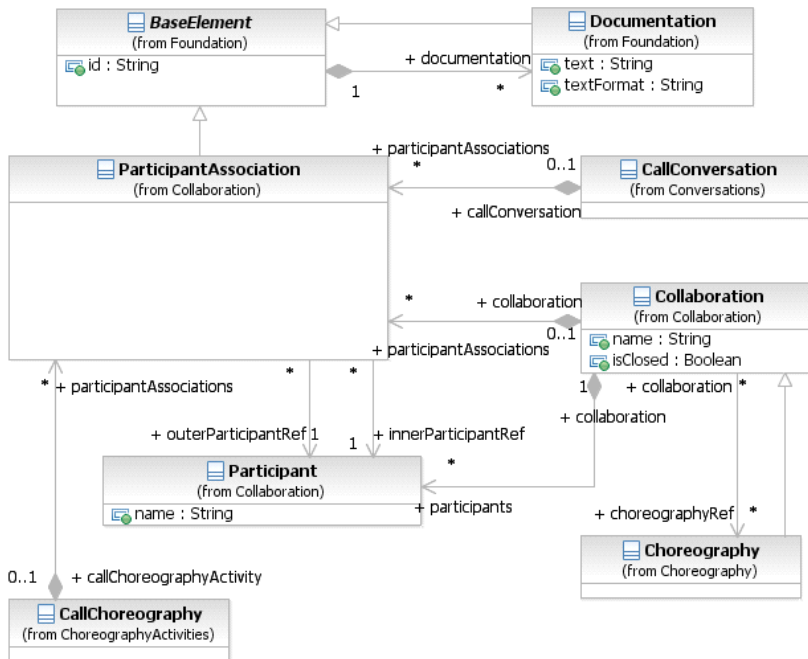 BaseElement
(from Foundation)
id : String
Documentation
(from Foundation)
text : String
textFormat : String
+ documentation
1
*
ParticipantAssociation
(from Collaboration)
+ participantAssociations
*
0..1
+ callConversation
CallConversation
(from Conversations)
*
+ collaboration
0..1
+ participantAssociations
Collaboration
(from Collaboration)
name : String
isClosed : Boolean
* + participantAssociations
*
*
1
+ collaboration
*
+ collaboration
+ outerParticipantRef
1
1
+ innerParticipantRef
Participant
(from Collaboration)
name : String
*
+ participants
+ choreographyRef
*
Choreography
(from Choreography)
0..1
+ callChoreographyActivity
CallChoreography
(from ChoreographyActivities)